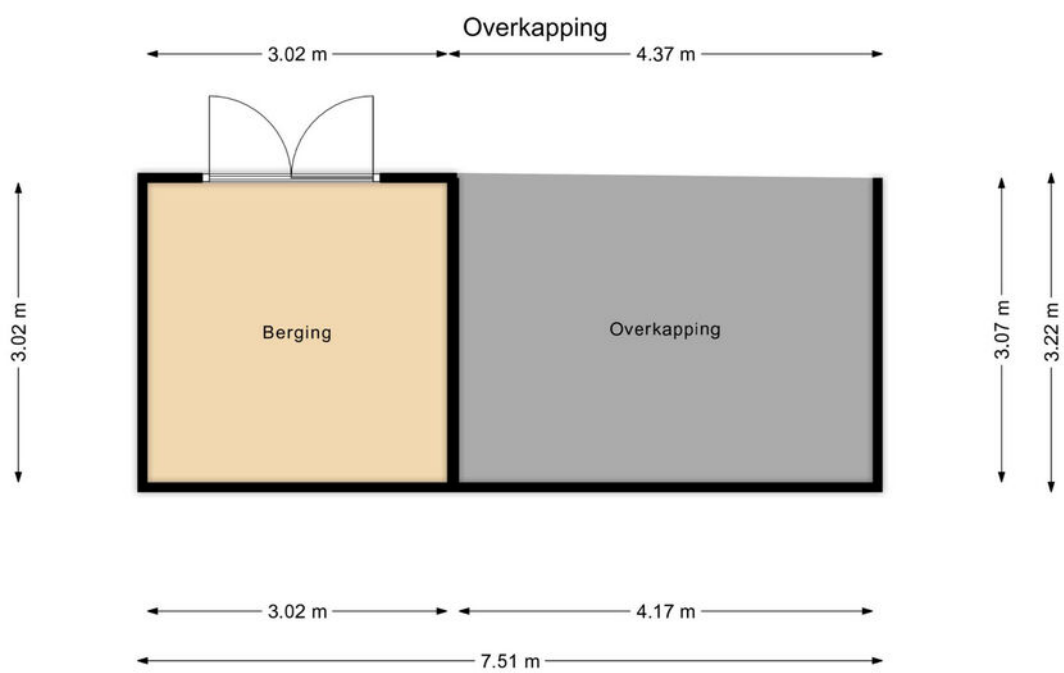 Overkapping
3.02 m
4.37 m
3.02 m
Berging
Overkapping
3.07 m
3.22 m
3.02 m
4.17 m
7.51 m